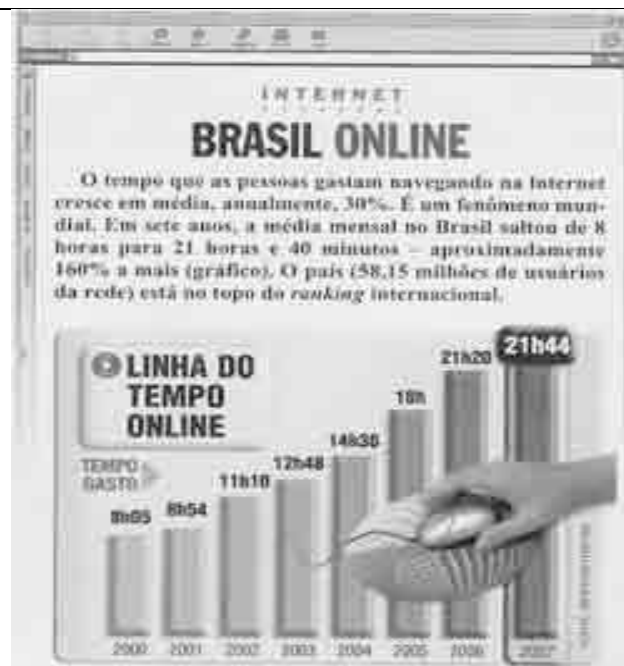 INTERNET
BRASIL ONLINE
O tempo que as pessoas gastam navegando na Internet
cresce em média, anualmente, 30%. É um fenômeno mun-
dial. Em sete anos, a média mensal no Brasil saltou de 8
horas para 21 horas e 40 minutos – aproximadamente
160% a mais (gráfico). O país (58,15 milhões de usuários
da rede) está no topo do ranking internacional.
LINHA DO
TEMPO
ONLINE
TEMPO
GASTO
8h05
8h54
11h10
12h48
14h30
18h
21h20
21h44
2000 2001 2002 2003 2004 2005 2006 2007